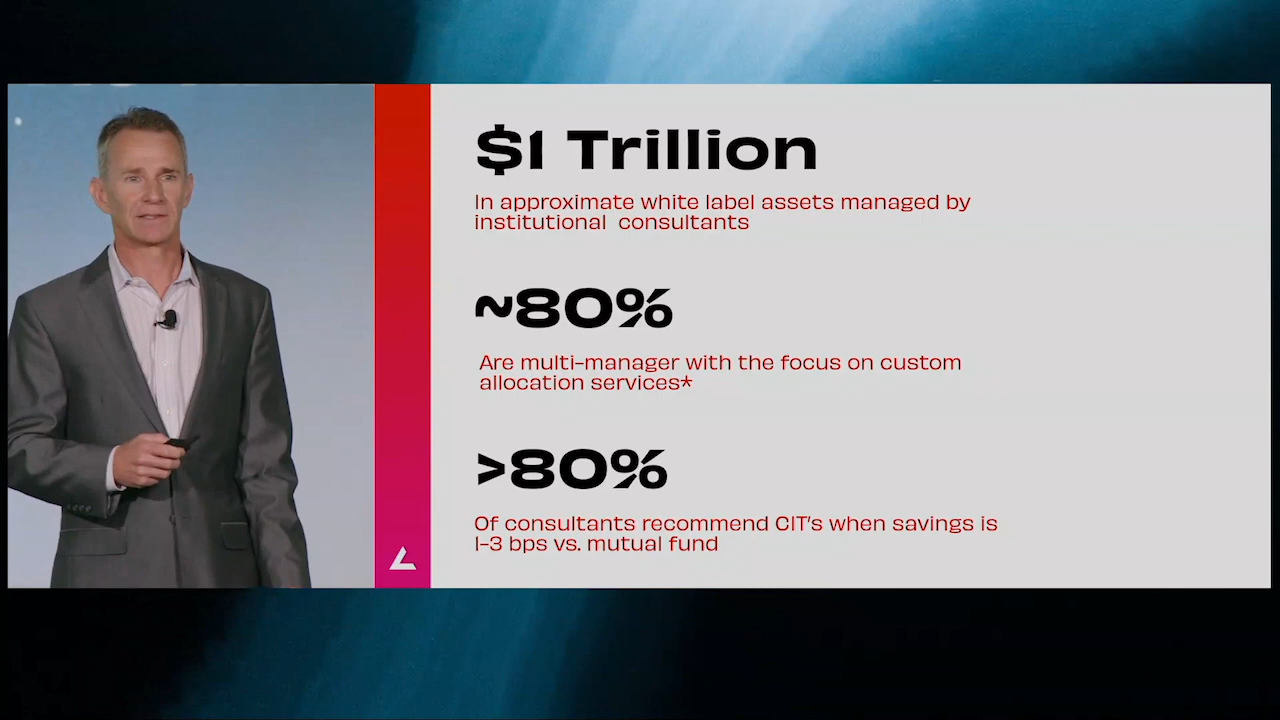 $1 Trillion
In approximate white label assets managed by
institutional  consultants
~80%
Are multi-manager with the focus on custom
allocation services*
>80%
Of consultants recommend CIT's when savings is
1-3 bps vs. mutual fund